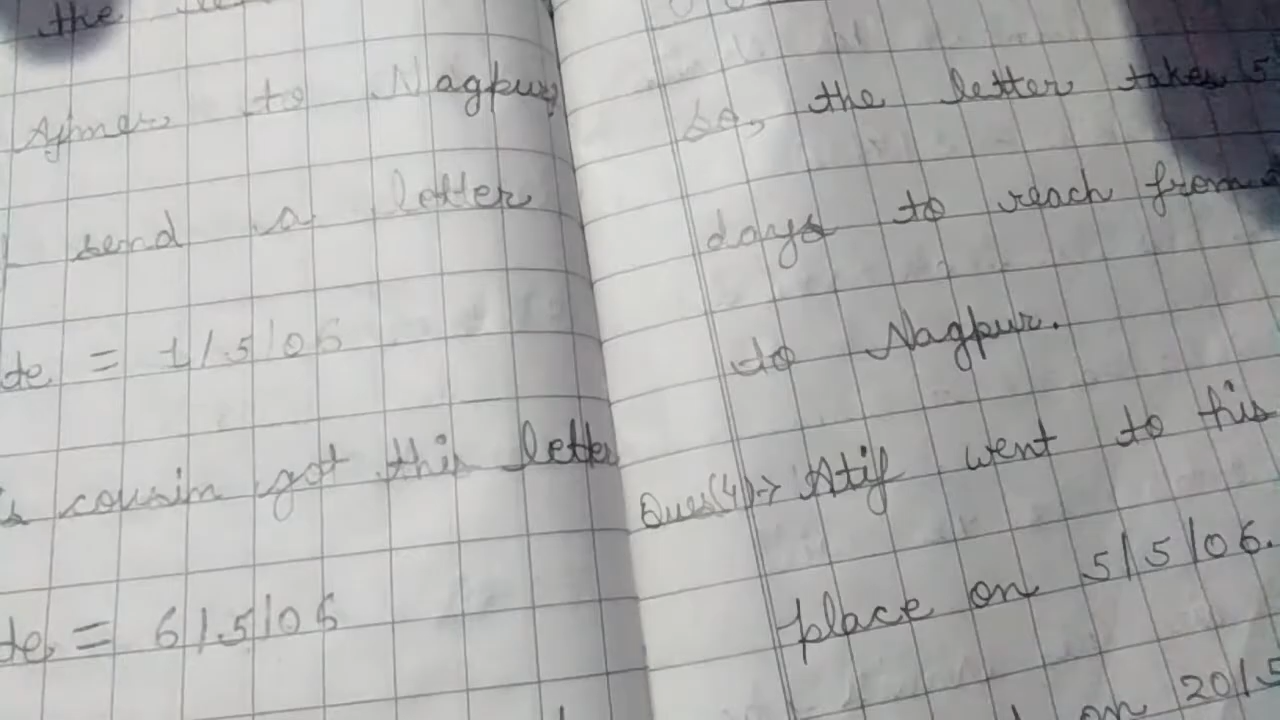 the
Ajmer to Nagpur
send a letter
te = 1/5/06
s cousin got this letter
te = 6/5/06
so, the letter takes 5
days to reach from
to Nagpur.
Ques(4)→ Atif went to his
place on 5/5/06.
on 20/5